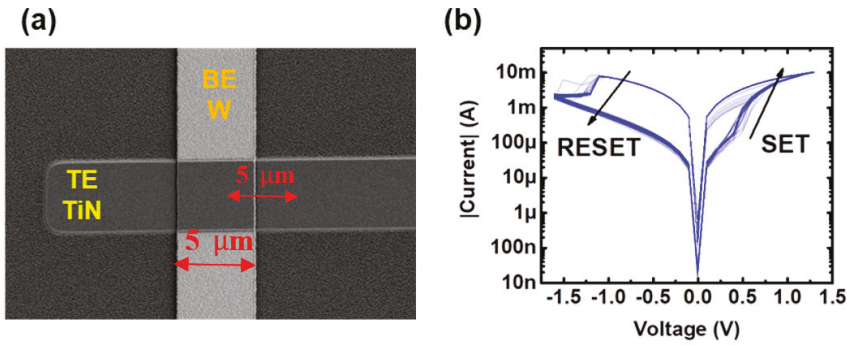 (a)
BE
W
TE
TiN
5 μm
5 μm
(b)
|Current| (A)
10m
1m
100μ
10μ
1μ
100n
10n
RESET
SET
-1.5 -1.0 -0.5 0.0 0.5 1.0 1.5
Voltage (V)